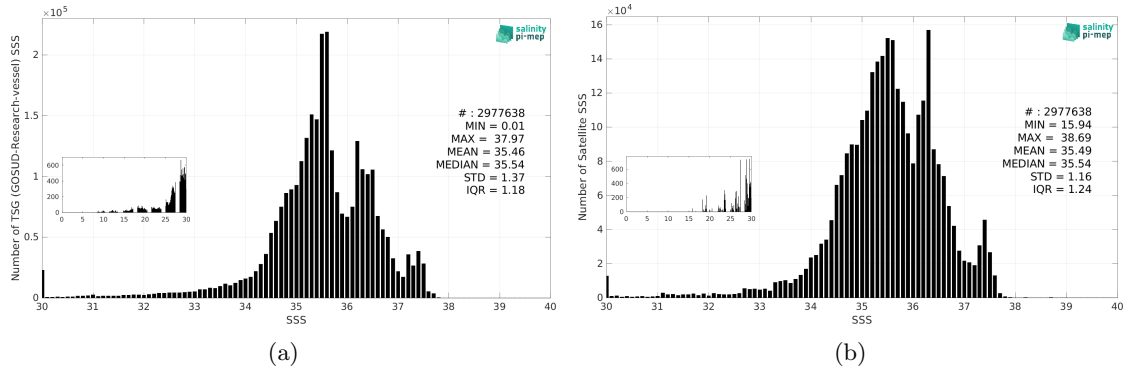 ×10^5
salinity
pi-mep
Number of TSG (GOSUD-Research-vessel) SSS
2
1.5
1
0.5
0
# : 2977638
MIN = 0.01
MAX = 37.97
MEAN = 35.46
MEDIAN = 35.54
STD = 1.37
IQR = 1.18
600
400
200
0
0 5 10 15 20 25 30
30 31 32 33 34 35 36 37 38 39 40
SSS
(a)
×10^4
salinity
pi-mep
Number of Satellite SSS
16
14
12
10
8
6
4
2
0
# : 2977638
MIN = 15.94
MAX = 38.69
MEAN = 35.49
MEDIAN = 35.54
STD = 1.16
IQR = 1.24
600
400
200
0
0 5 10 15 20 25 30
30 31 32 33 34 35 36 37 38 39 40
SSS
(b)